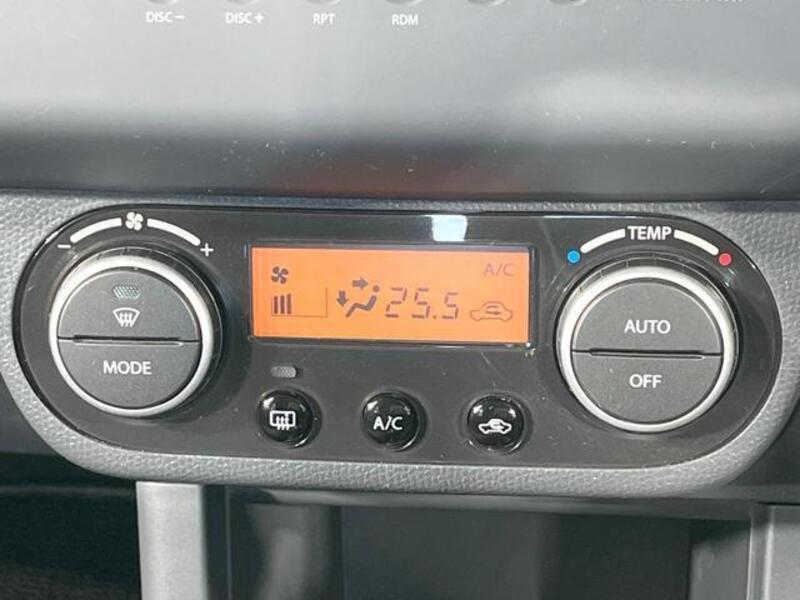 DISC− DISC+ RPT RDM
− + TEMP
A/C
25.5
AUTO
MODE OFF
A/C